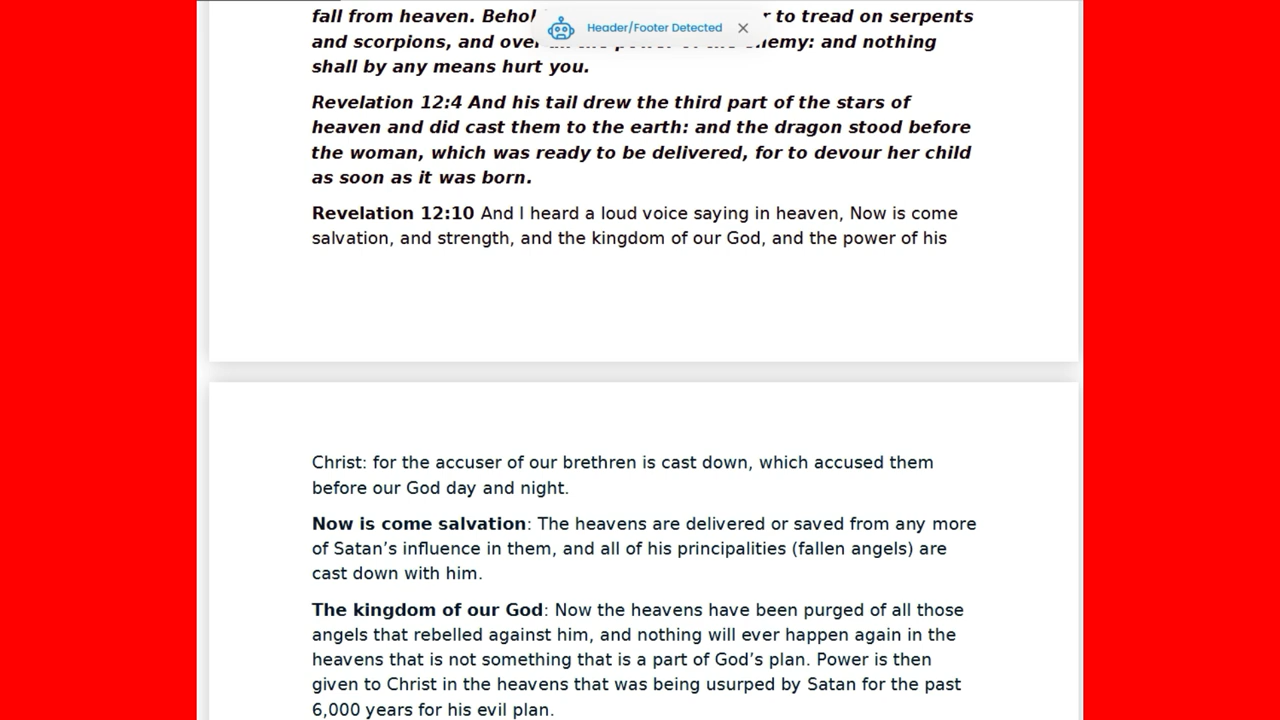 fall from heaven. Behol
r to tread on serpents
Header/Footer Detected
and scorpions, and over
enemy: and nothing
shall by any means hurt you.
Revelation 12:4 And his tail drew the third part of the stars of
heaven and did cast them to the earth: and the dragon stood before
the woman, which was ready to be delivered, for to devour her child
as soon as it was born.
Revelation 12:10 And I heard a loud voice saying in heaven, Now is come
salvation, and strength, and the kingdom of our God, and the power of his
Christ: for the accuser of our brethren is cast down, which accused them
before our God day and night.
Now is come salvation: The heavens are delivered or saved from any more
of Satan’s influence in them, and all of his principalities (fallen angels) are
cast down with him.
The kingdom of our God: Now the heavens have been purged of all those
angels that rebelled against him, and nothing will ever happen again in the
heavens that is not something that is a part of God’s plan. Power is then
given to Christ in the heavens that was being usurped by Satan for the past
6,000 years for his evil plan.